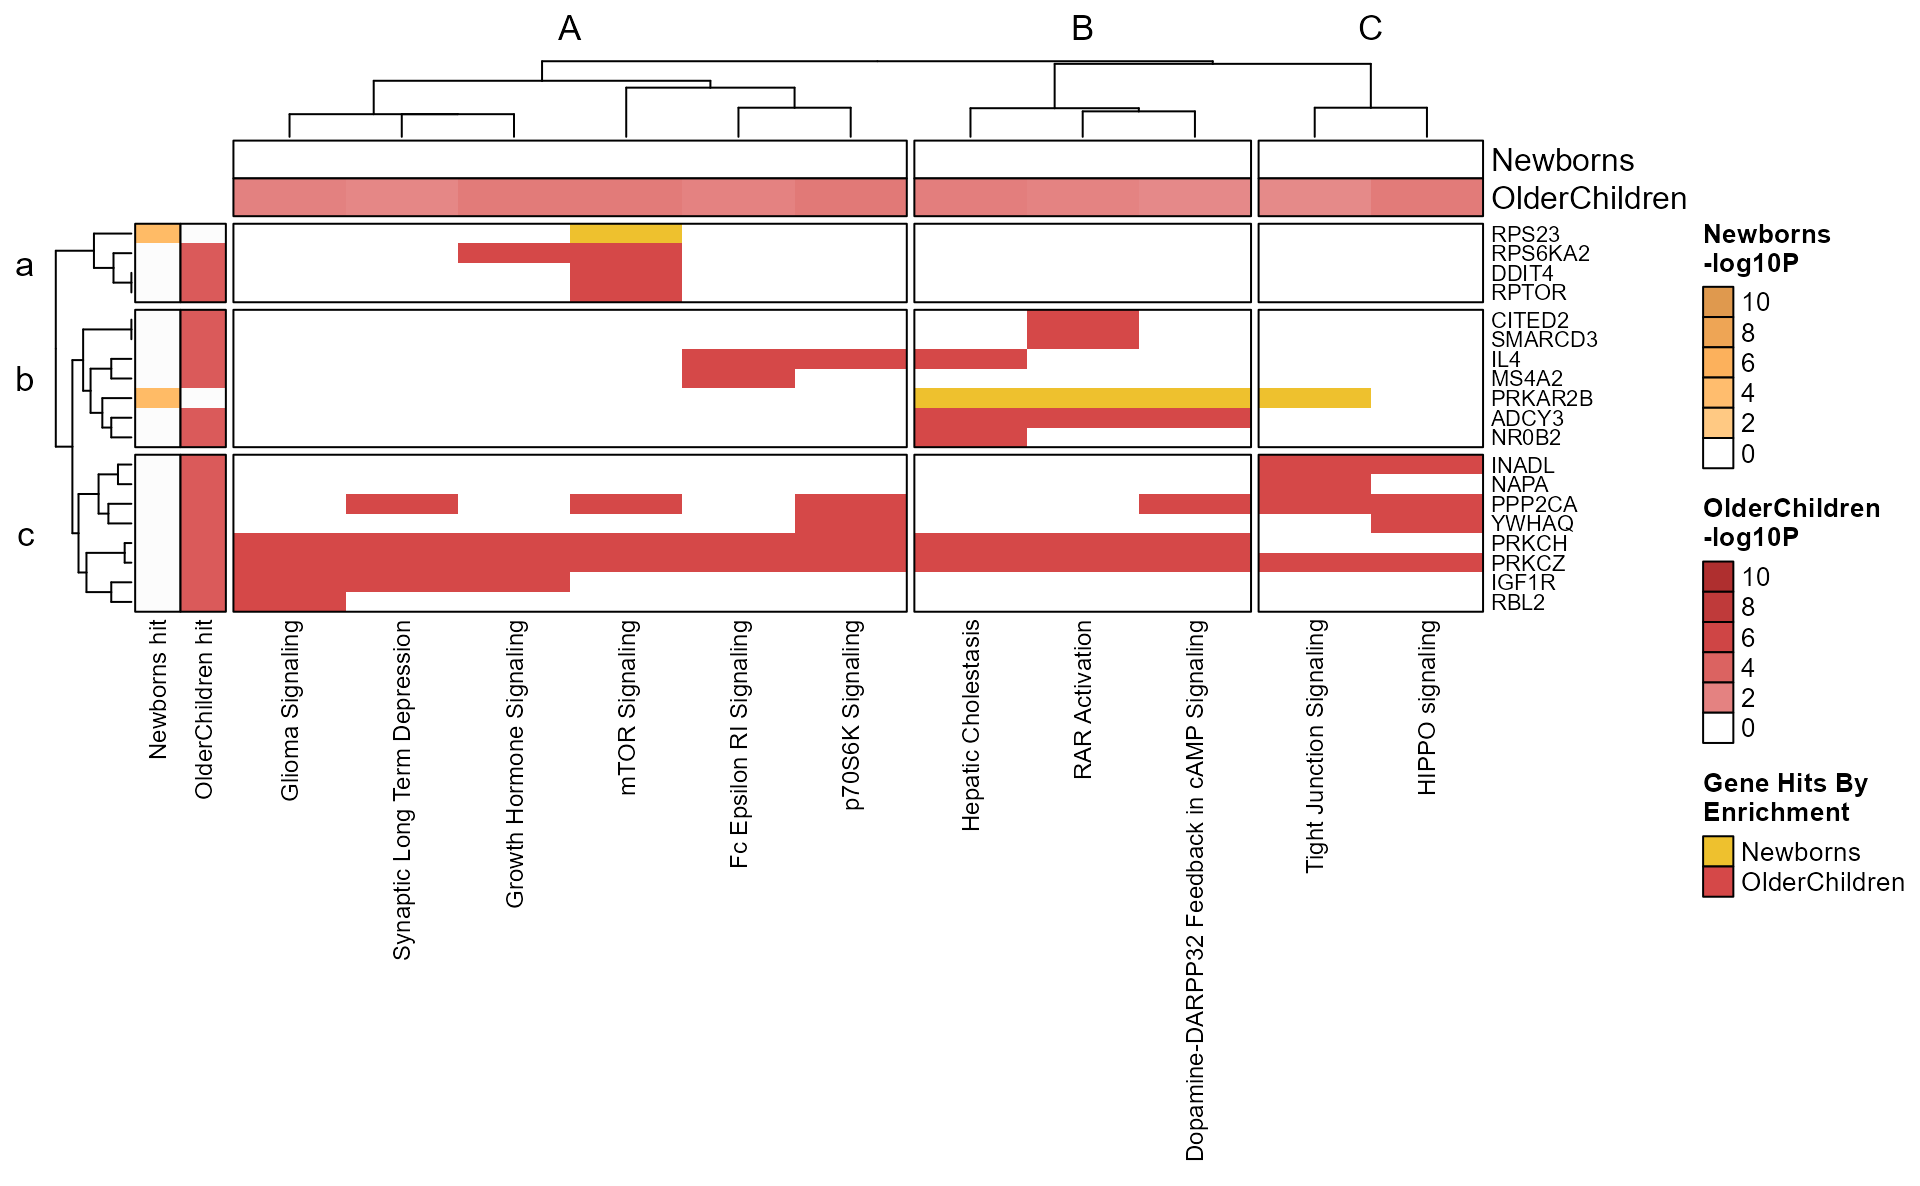 A B C
Newborns
OlderChildren
a
b
c
RPS23
RPS6KA2
DDIT4
RPTOR
CITED2
SMARCD3
IL4
MS4A2
PRKAR2B
ADCY3
NR0B2
INADL
NAPA
PPP2CA
YWHAQ
PRKCH
PRKCZ
IGF1R
RBL2
Newborns hit
OlderChildren hit
Glioma Signaling
Synaptic Long Term Depression
Growth Hormone Signaling
mTOR Signaling
Fc Epsilon RI Signaling
p70S6K Signaling
Hepatic Cholestasis
RAR Activation
Dopamine-DARPP32 Feedback in cAMP Signaling
Tight Junction Signaling
HIPPO signaling
Newborns
-log10P
10
8
6
4
2
0
OlderChildren
-log10P
10
8
6
4
2
0
Gene Hits By
Enrichment
Newborns
OlderChildren